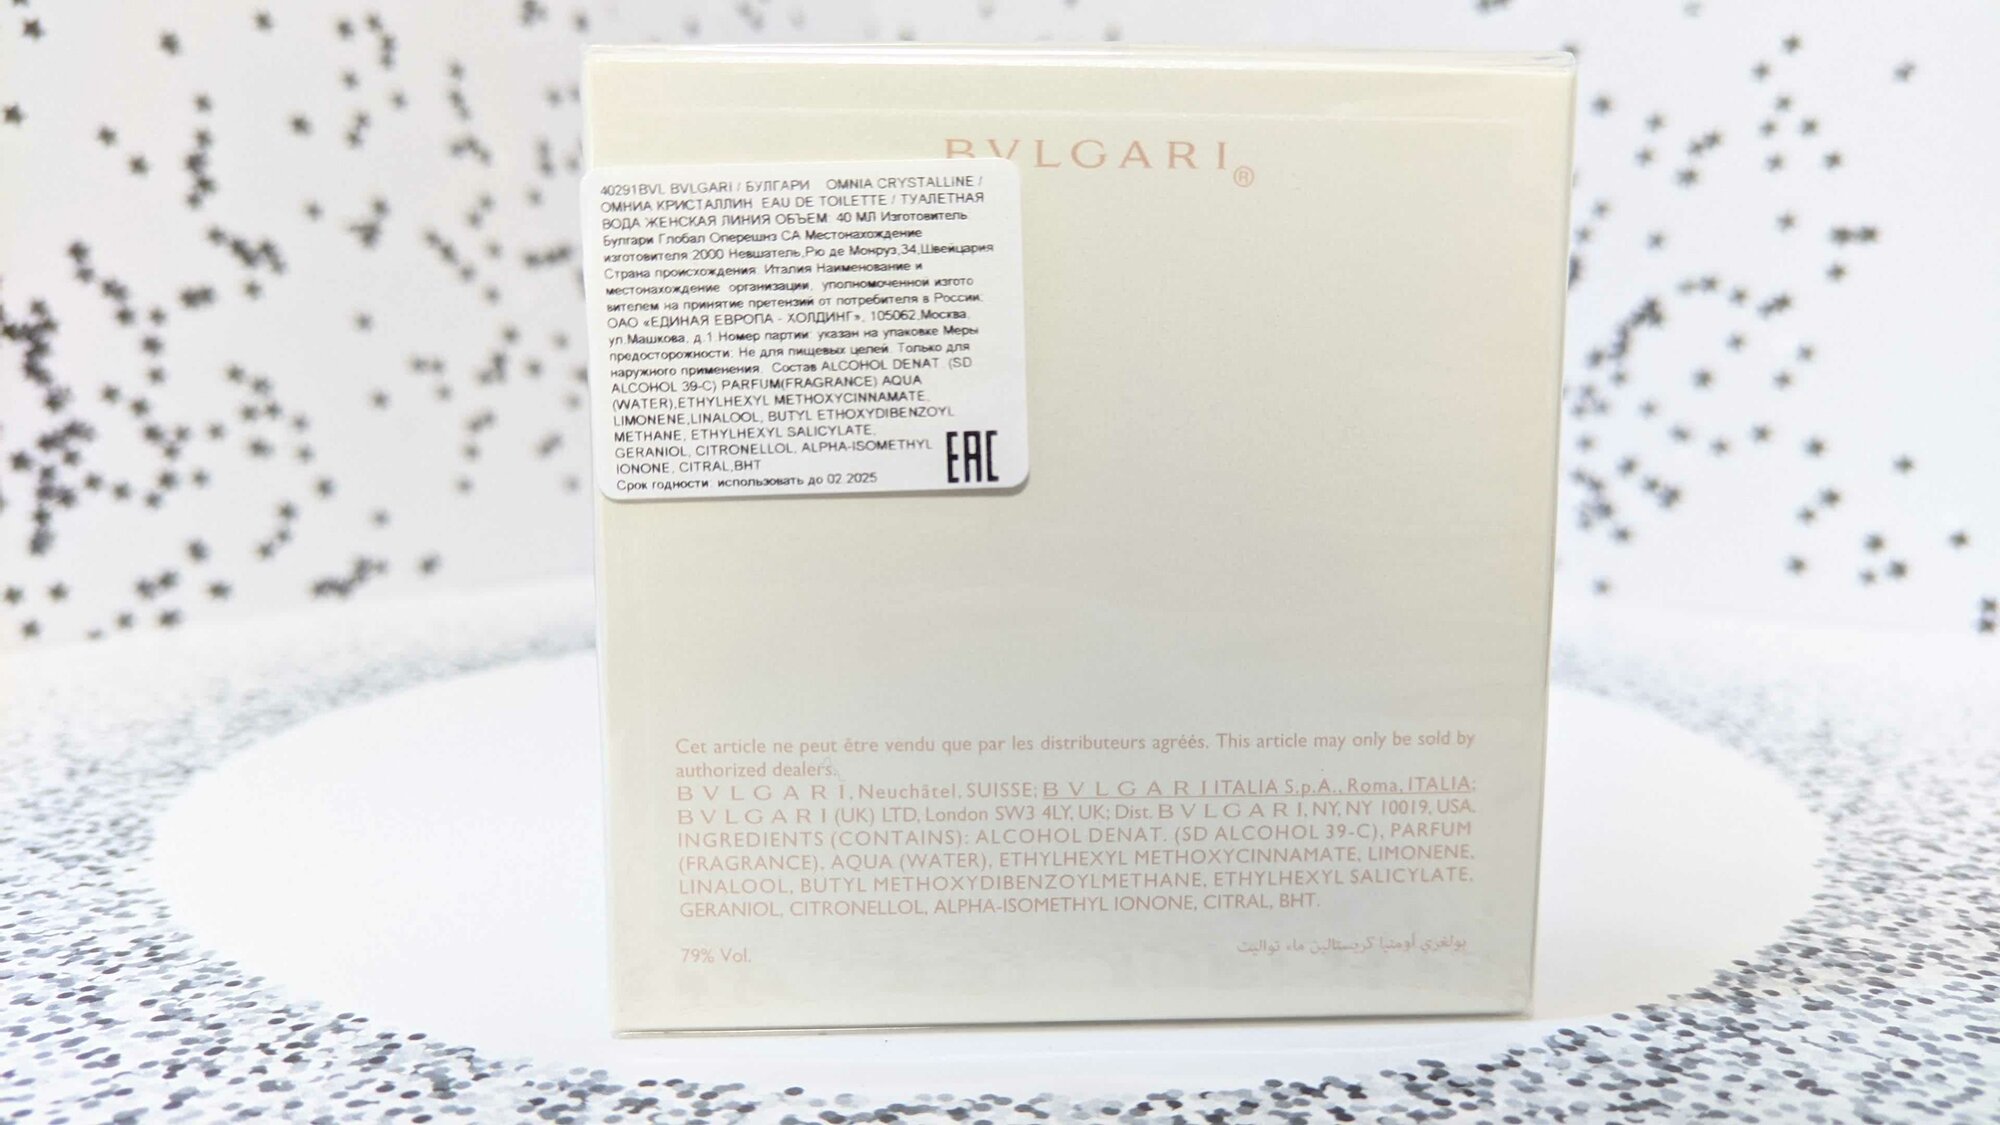 BVLGARI®
40291BVL BVLGARI / БУЛГАРИ OMNIA CRYSTALLINE /
ОМНИА КРИСТАЛЛИН EAU DE TOILETTE / ТУАЛЕТНАЯ
ВОДА ЖЕНСКАЯ ЛИНИЯ ОБЪЕМ: 40 МЛ Изготовитель:
Булгари Глобал Оперешнз СА Местонахождение
изготовителя:2000 Невшатель,Рю де Монруз,34,Швейцария
Страна происхождения: Италия Наименование и
местонахождение организации, уполномоченной изгото
вителем на принятие претензий от потребителя в России:
ОАО «ЕДИНАЯ ЕВРОПА - ХОЛДИНГ», 105062,Москва,
ул.Машкова, д.1.Номер партии: указан на упаковке Меры
предосторожности: Не для пищевых целей. Только для
наружного применения. Состав ALCOHOL DENAT. (SD
ALCOHOL 39-C) PARFUM(FRAGRANCE) AQUA
(WATER),ETHYLHEXYL METHOXYCINNAMATE,
LIMONENE,LINALOOL, BUTYL ETHOXYDIBENZOYL
METHANE, ETHYLHEXYL SALICYLATE,
GERANIOL, CITRONELLOL, ALPHA-ISOMETHYL
IONONE, CITRAL,BHT
Срок годности: использовать до 02.2025
EAC
Cet article ne peut être vendu que par les distributeurs agréés. This article may only be sold by
authorized dealers.
BVLGARI, Neuchâtel, SUISSE; BVLGARI ITALIA S.p.A., Roma, ITALIA;
BVLGARI (UK) LTD, London SW3 4LY, UK; Dist. BVLGARI, NY, NY 10019, USA.
INGREDIENTS (CONTAINS): ALCOHOL DENAT. (SD ALCOHOL 39-C), PARFUM
(FRAGRANCE), AQUA (WATER), ETHYLHEXYL METHOXYCINNAMATE, LIMONENE,
LINALOOL, BUTYL METHOXYDIBENZOYLMETHANE, ETHYLHEXYL SALICYLATE,
GERANIOL, CITRONELLOL, ALPHA-ISOMETHYL IONONE, CITRAL, BHT.
79% Vol.
بولغري أومنيا كريستالين ماء تواليت